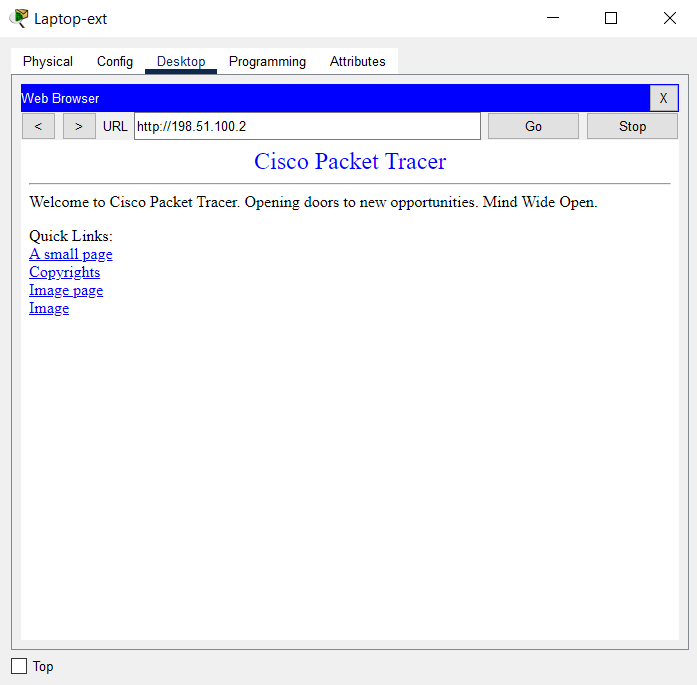 Laptop-ext
Physical Config Desktop Programming Attributes
Web Browser X
< > URL http://198.51.100.2 Go Stop
Cisco Packet Tracer
Welcome to Cisco Packet Tracer. Opening doors to new opportunities. Mind Wide Open.
Quick Links:
A small page
Copyrights
Image page
Image
Top